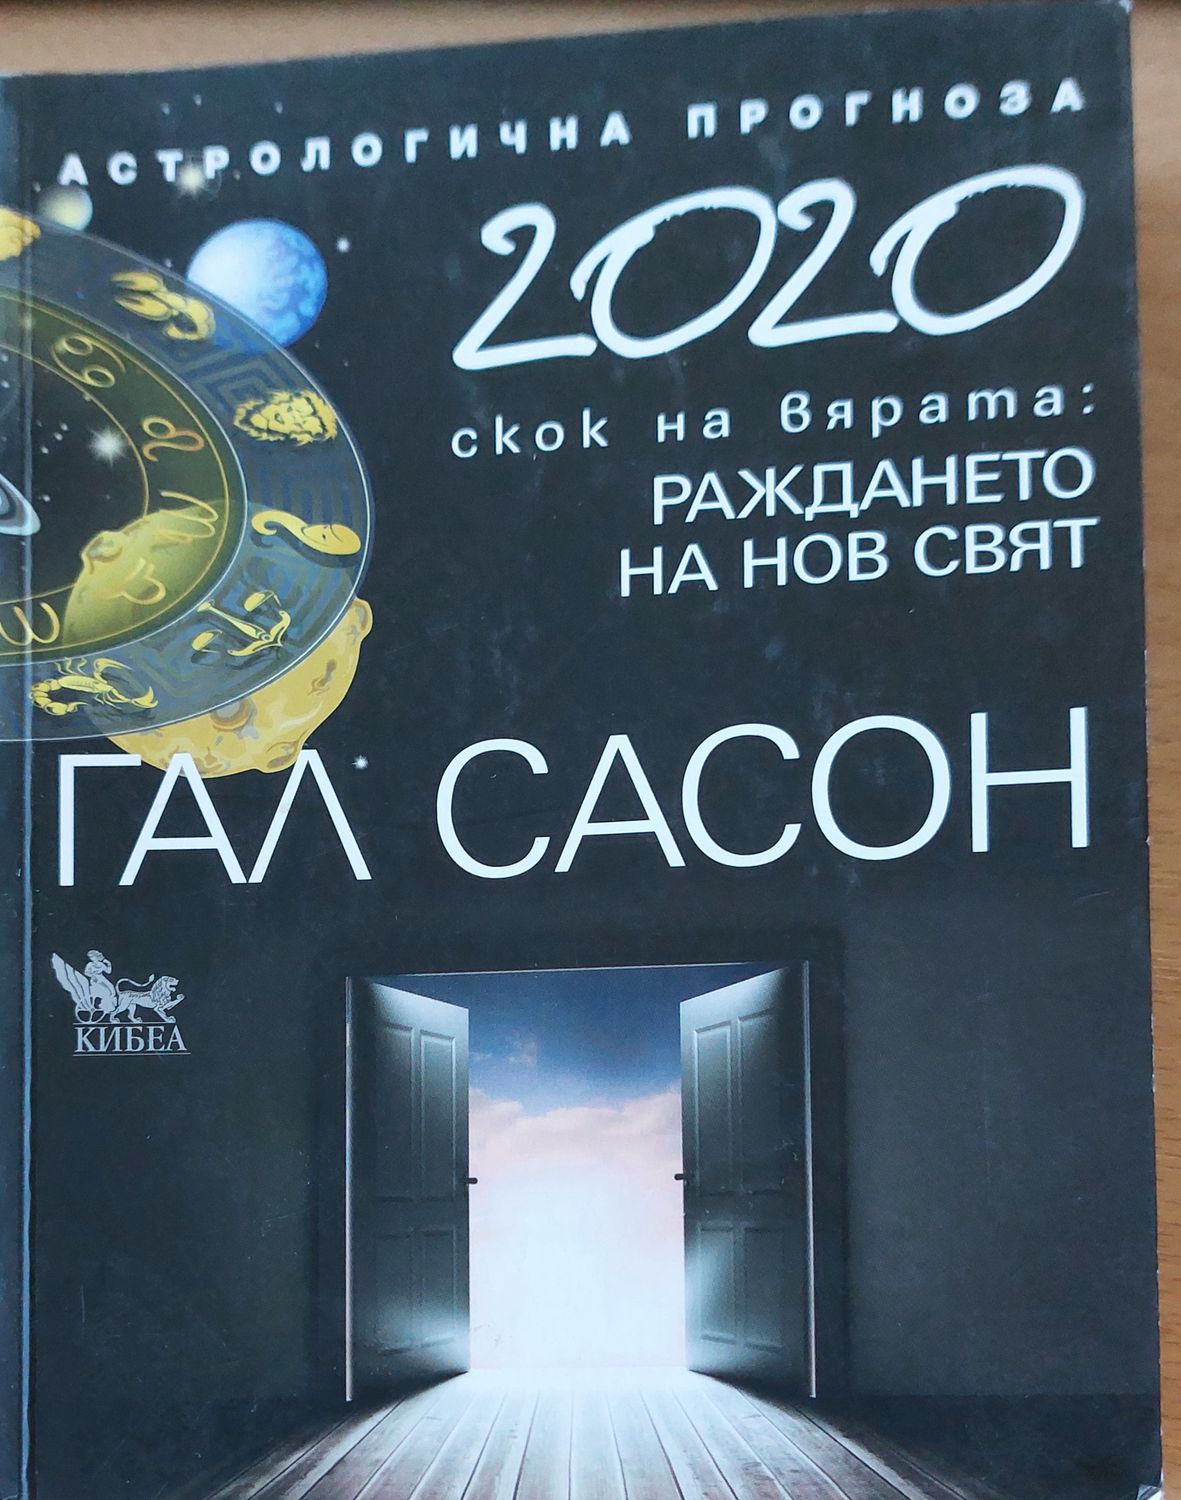 АСТРОЛОГИЧНА ПРОГНОЗА
2020
скок на вярата:
РАЖДАНЕТО
НА НОВ СВЯТ
ГАЛ САСОН
КИБЕА